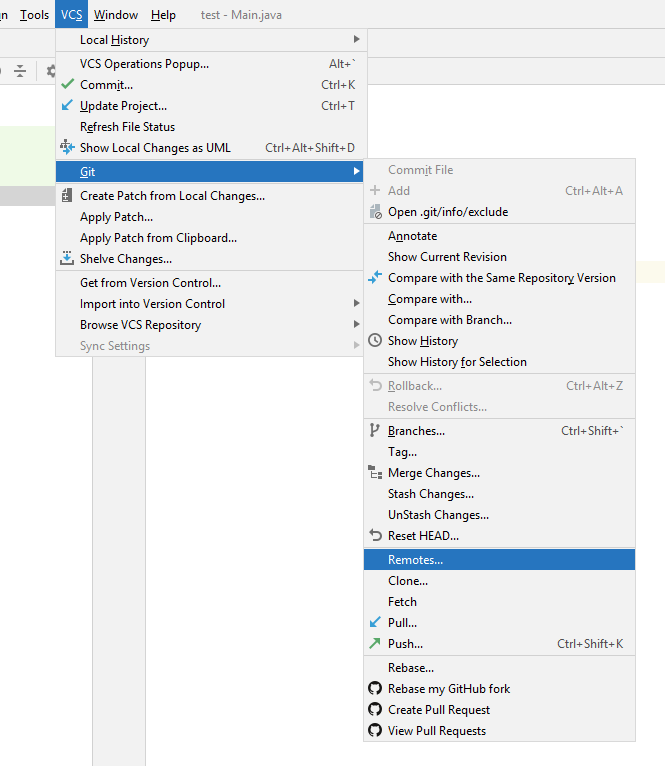 n Tools VCS Window Help test - Main.java
Local History
VCS Operations Popup... Alt+`
Commit... Ctrl+K
Update Project... Ctrl+T
Refresh File Status
Show Local Changes as UML Ctrl+Alt+Shift+D
Git
Create Patch from Local Changes...
Apply Patch...
Apply Patch from Clipboard...
Shelve Changes...
Get from Version Control...
Import into Version Control
Browse VCS Repository
Sync Settings
Commit File
Add Ctrl+Alt+A
Open .git/info/exclude
Annotate
Show Current Revision
Compare with the Same Repository Version
Compare with...
Compare with Branch...
Show History
Show History for Selection
Rollback... Ctrl+Alt+Z
Resolve Conflicts...
Branches... Ctrl+Shift+`
Tag...
Merge Changes...
Stash Changes...
UnStash Changes...
Reset HEAD...
Remotes...
Clone...
Fetch
Pull...
Push... Ctrl+Shift+K
Rebase...
Rebase my GitHub fork
Create Pull Request
View Pull Requests